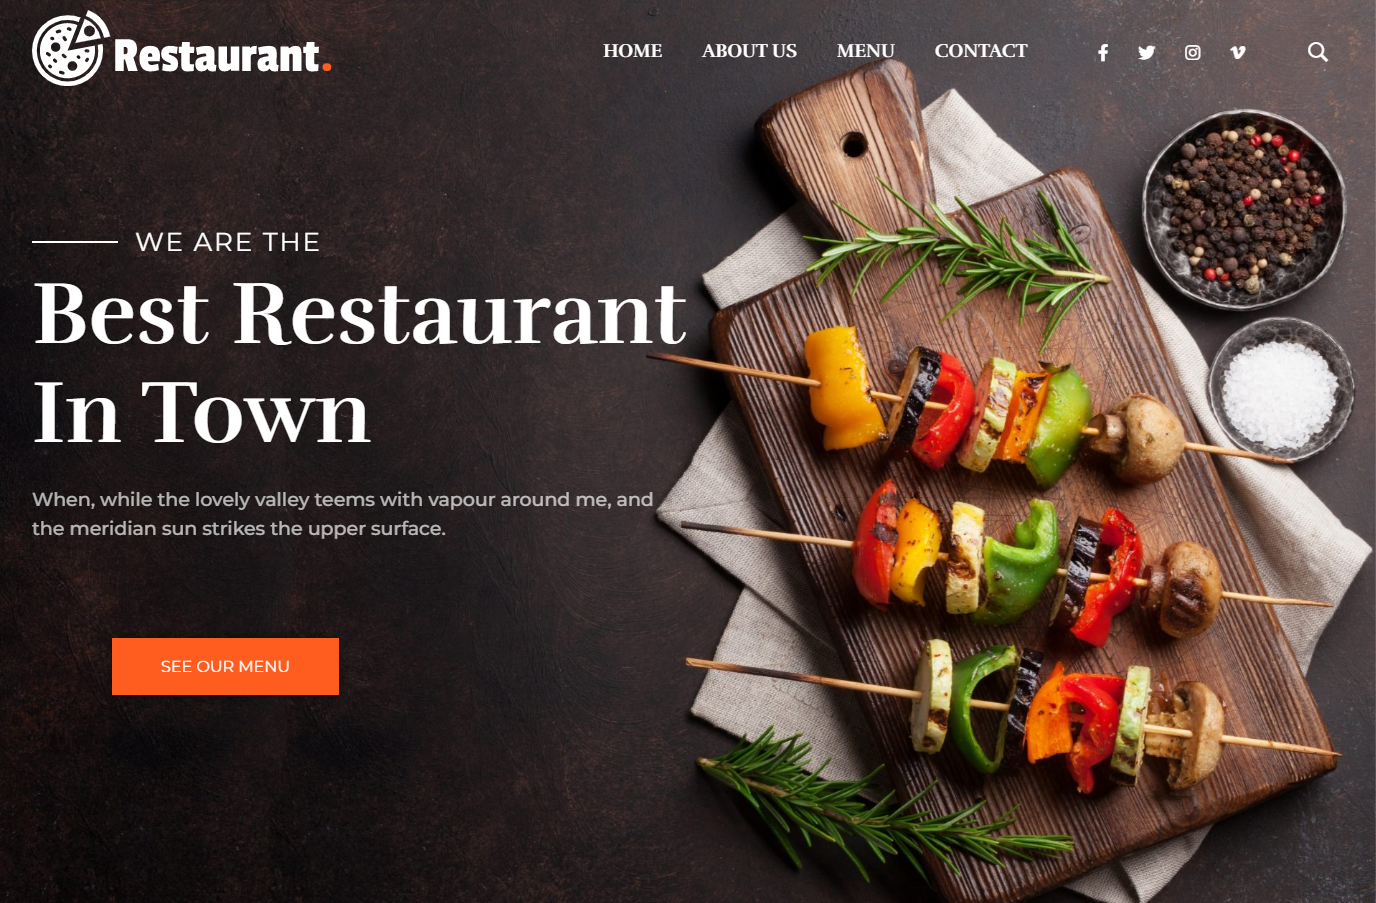 Restaurant.
HOME ABOUT US MENU CONTACT
WE ARE THE
Best Restaurant
In Town
When, while the lovely valley teems with vapour around me, and
the meridian sun strikes the upper surface.
SEE OUR MENU